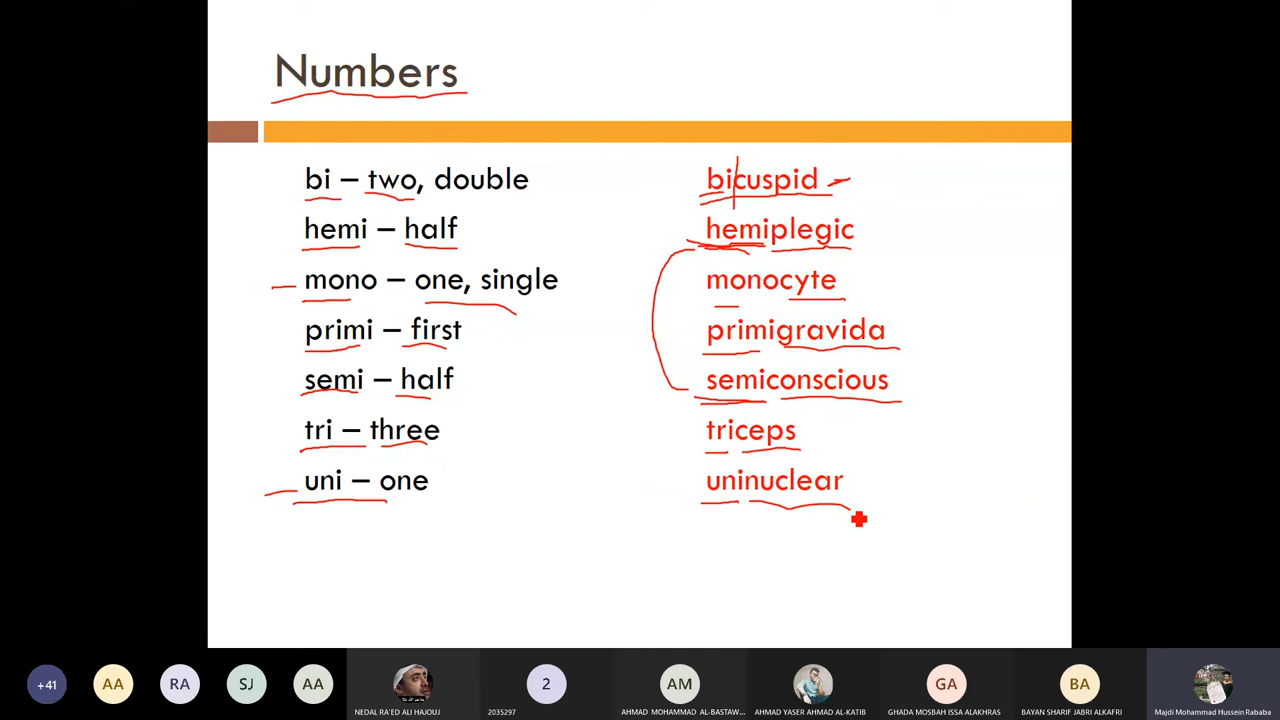 Numbers
bi – two, double
bicuspid
hemi – half
hemiplegic
mono – one, single
monocyte
primi – first
primigravida
semi – half
semiconscious
tri – three
triceps
uni – one
uninuclear
+41
AA
RA
SJ
AA
NEDAL RA'ED ALI HAJOUJ
2
2035297
AM
AHMAD MOHAMMAD AL-BASTAW...
AHMAD YASER AHMAD AL-KATIB
GA
GHADA MOSBAH ISSA ALAKHRAS
BA
BAYAN SHARIF JABRI ALKAFRI
Majdi Mohammad Hussein Rababa